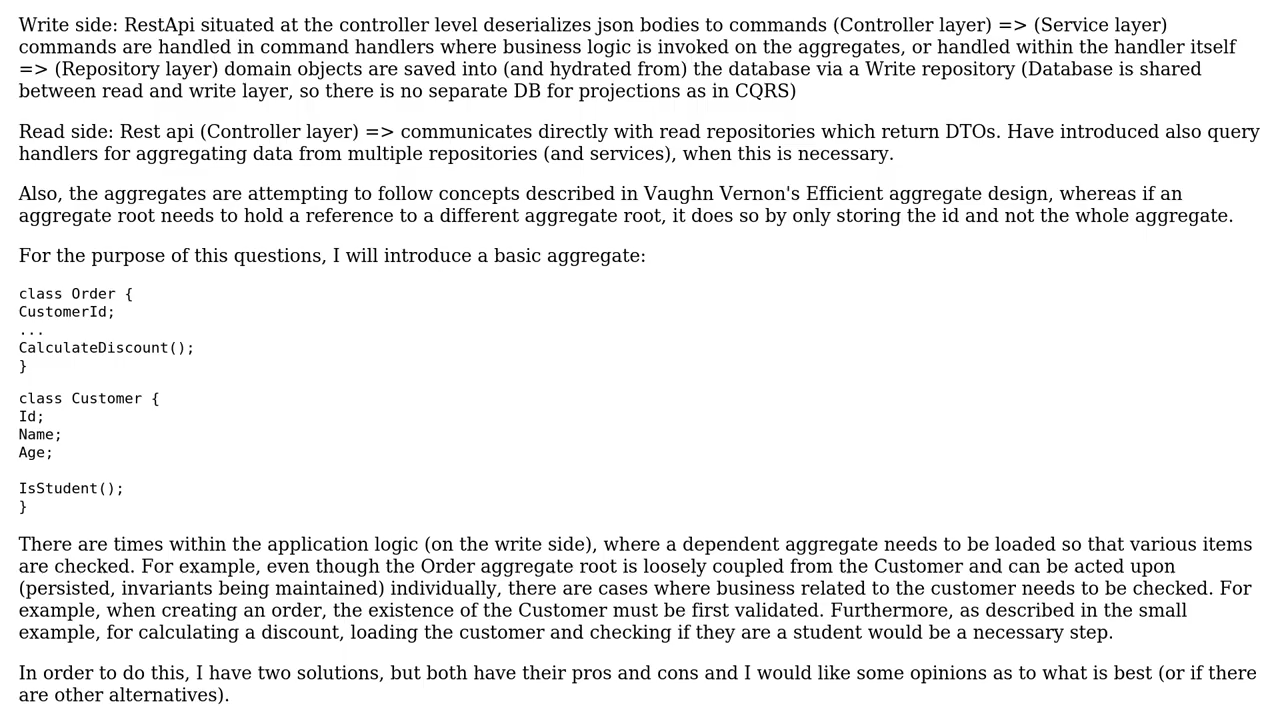 Write side: RestApi situated at the controller level deserializes json bodies to commands (Controller layer) => (Service layer)
commands are handled in command handlers where business logic is invoked on the aggregates, or handled within the handler itself
=> (Repository layer) domain objects are saved into (and hydrated from) the database via a Write repository (Database is shared
between read and write layer, so there is no separate DB for projections as in CQRS)
Read side: Rest api (Controller layer) => communicates directly with read repositories which return DTOs. Have introduced also query
handlers for aggregating data from multiple repositories (and services), when this is necessary.
Also, the aggregates are attempting to follow concepts described in Vaughn Vernon's Efficient aggregate design, whereas if an
aggregate root needs to hold a reference to a different aggregate root, it does so by only storing the id and not the whole aggregate.
For the purpose of this questions, I will introduce a basic aggregate:
class Order {
CustomerId;
...
CalculateDiscount();
}
class Customer {
Id;
Name;
Age;
IsStudent();
}
There are times within the application logic (on the write side), where a dependent aggregate needs to be loaded so that various items
are checked. For example, even though the Order aggregate root is loosely coupled from the Customer and can be acted upon
(persisted, invariants being maintained) individually, there are cases where business related to the customer needs to be checked. For
example, when creating an order, the existence of the Customer must be first validated. Furthermore, as described in the small
example, for calculating a discount, loading the customer and checking if they are a student would be a necessary step.
In order to do this, I have two solutions, but both have their pros and cons and I would like some opinions as to what is best (or if there
are other alternatives).